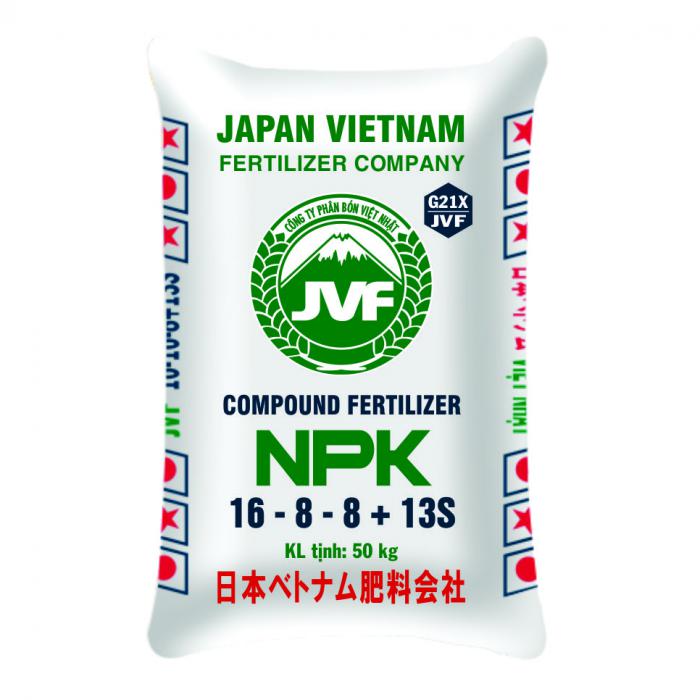 JAPAN VIETNAM
FERTILIZER COMPANY
G21X
JVF
CÔNG TY PHÂN BÓN VIỆT NHẬT
JVF
COMPOUND FERTILIZER
NPK
16 - 8 - 8 + 13S
KL tịnh: 50 kg
日本ベトナム肥料会社
JVF